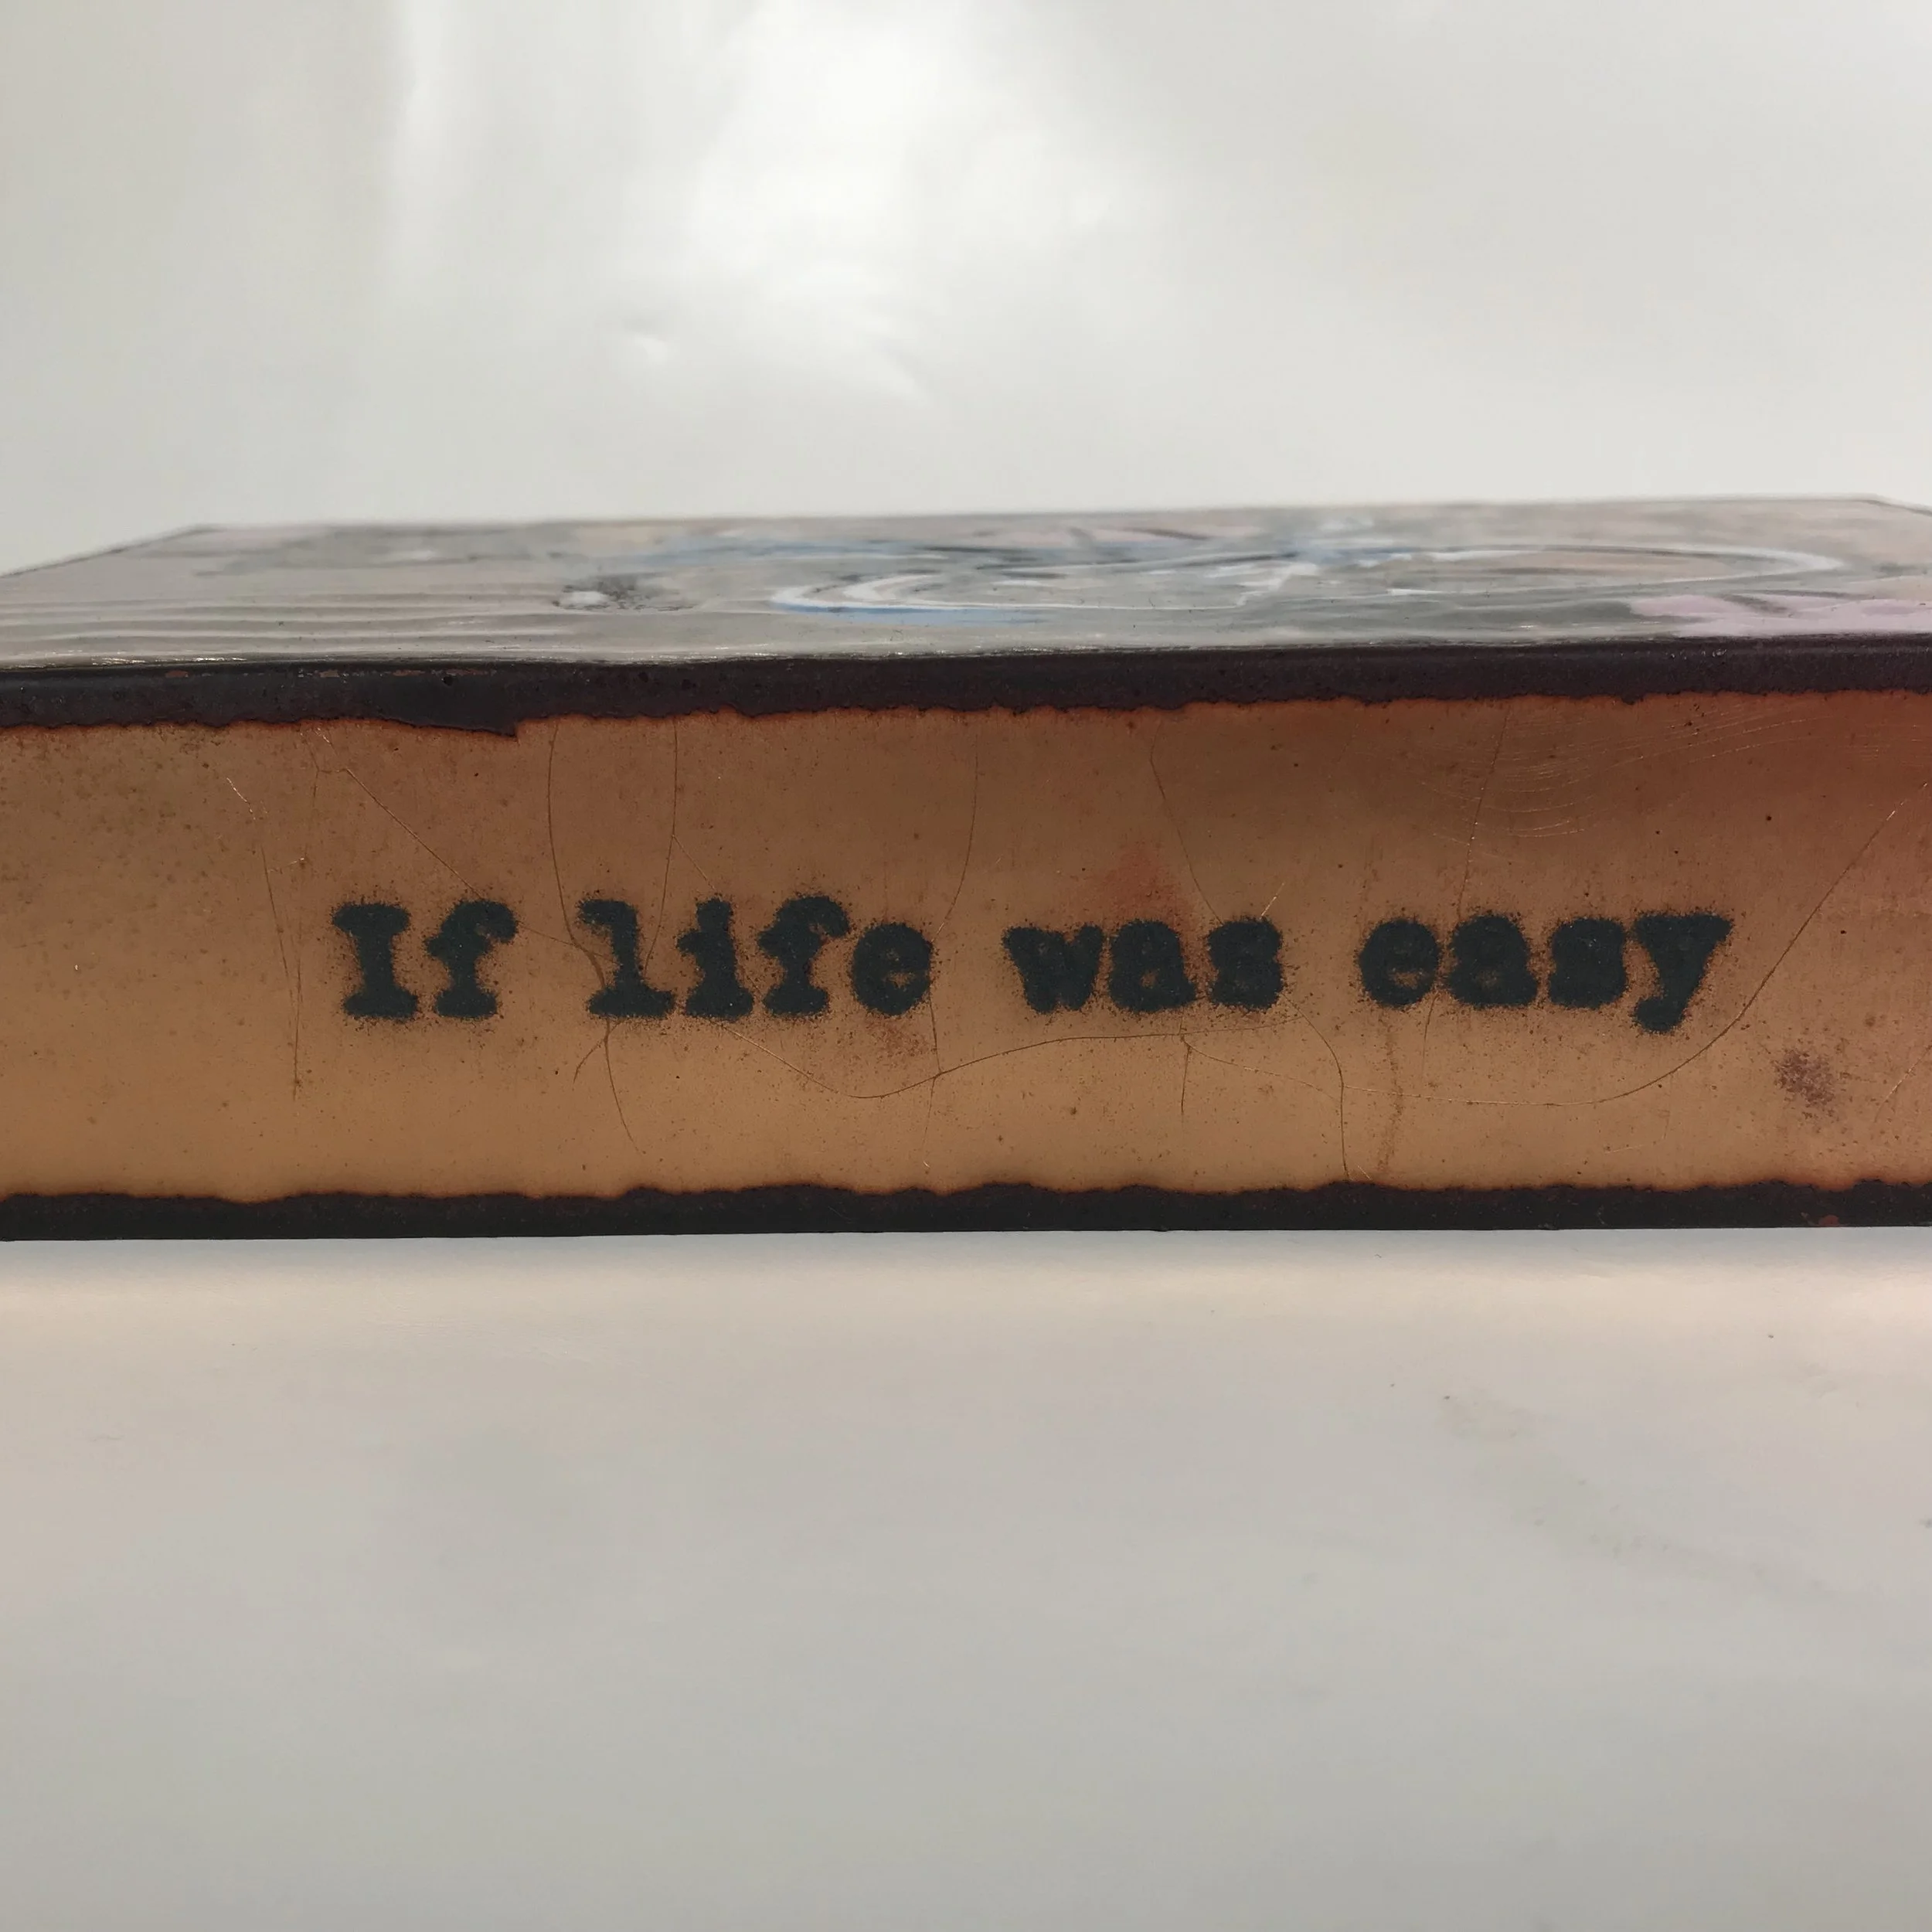 If life was easy